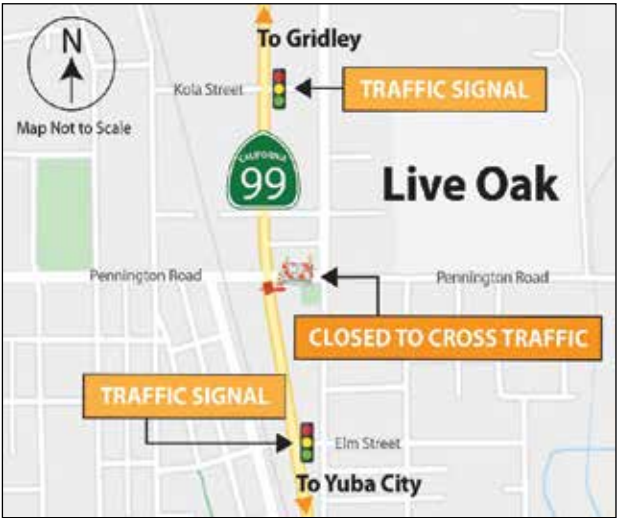 To Gridley
N
Kola Street
TRAFFIC SIGNAL
Map Not to Scale
CALIFORNIA
99
Live Oak
Pennington Road
Pennington Road
CLOSED TO CROSS TRAFFIC
TRAFFIC SIGNAL
Elm Street
To Yuba City